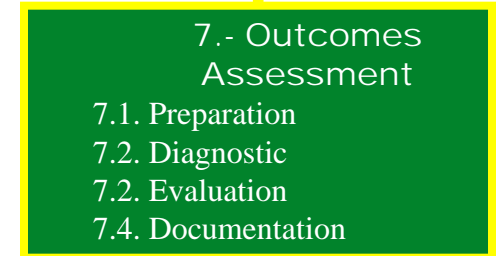 7.- Outcomes
Assessment
7.1. Preparation
7.2. Diagnostic
7.2. Evaluation
7.4. Documentation